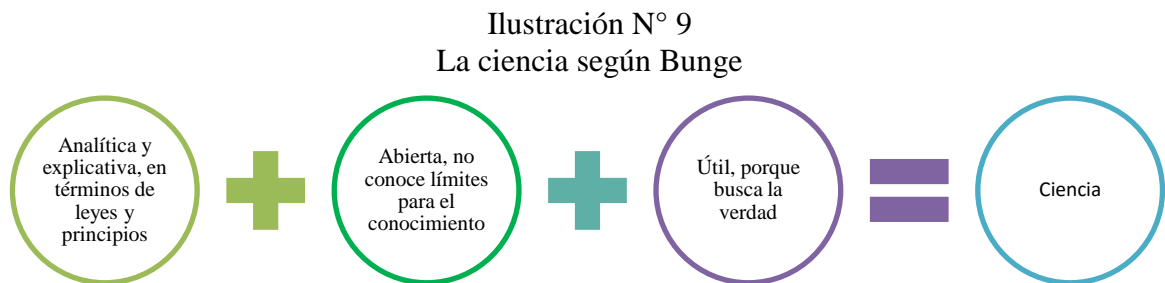 Ilustración N° 9
La ciencia según Bunge
Analítica y
explicativa, en
términos de
leyes y
principios
Abierta, no
conoce límites
para el
conocimiento
Útil, porque
busca la
verdad
Ciencia